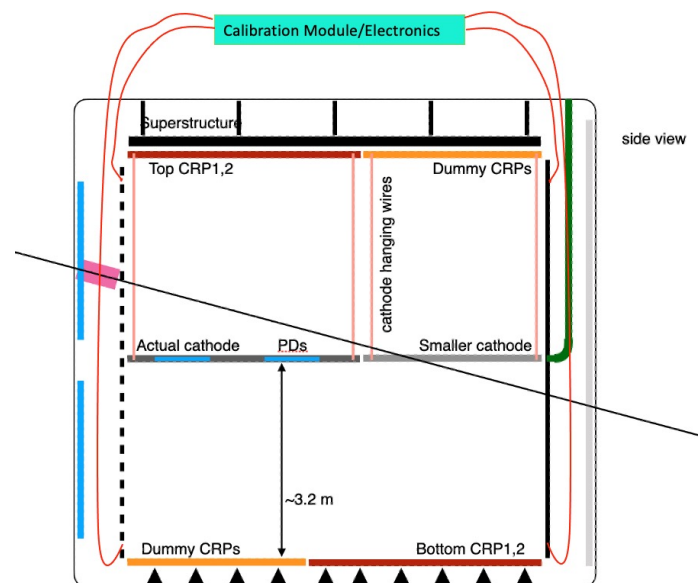 Calibration Module/Electronics
Superstructure
side view
Top CRP1,2
Dummy CRPs
cathode hanging wires
Actual cathode
PDs
Smaller cathode
~3.2 m
Dummy CRPs
Bottom CRP1,2